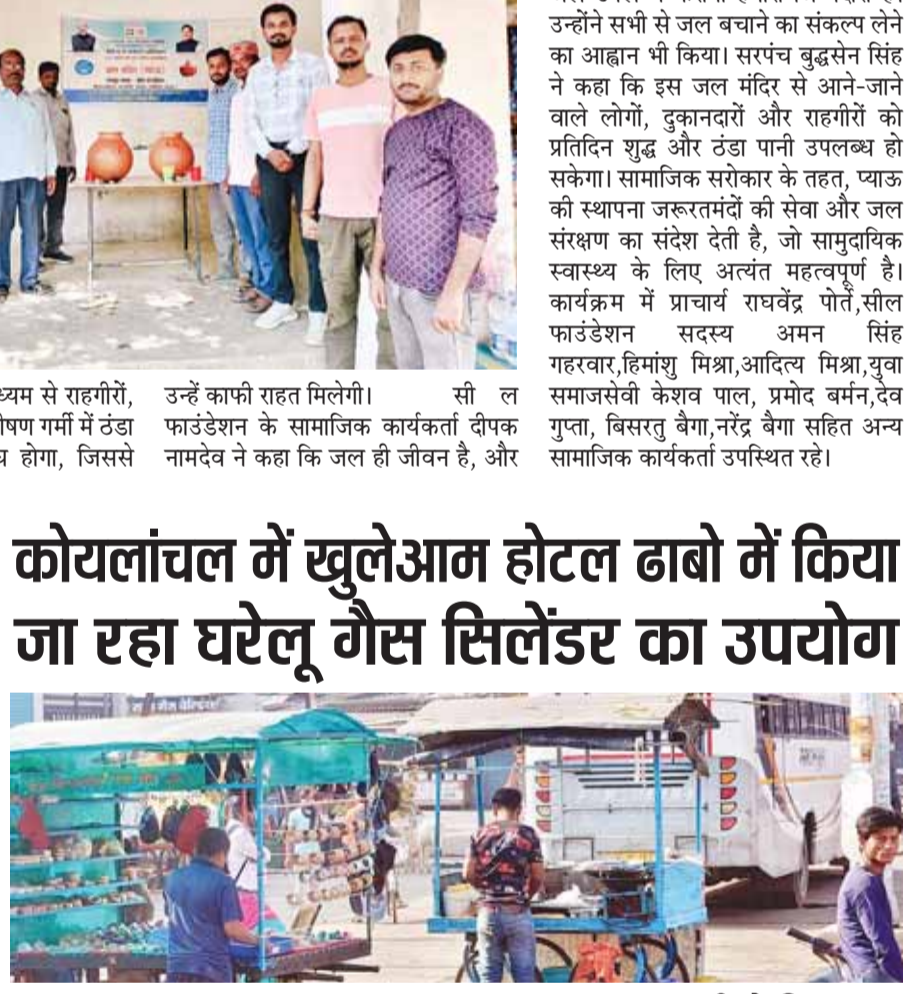 उन्होंने सभी से जल बचाने का संकल्प लेने
का आह्वान भी किया। सरपंच बुद्धसेन सिंह
ने कहा कि इस जल मंदिर से आने-जाने
वाले लोगों, दुकानदारों और राहगीरों को
प्रतिदिन शुद्ध और ठंडा पानी उपलब्ध हो
सकेगा। सामाजिक सरोकार के तहत, प्याऊ
की स्थापना जरूरतमंदों की सेवा और जल
संरक्षण का संदेश देती है, जो सामुदायिक
स्वास्थ्य के लिए अत्यंत महत्वपूर्ण है।
कार्यक्रम में प्राचार्य राघवेंद्र पोर्ते,सील
फाउंडेशन सदस्य अमन सिंह
गहरवार,हिमांशु मिश्रा,आदित्य मिश्रा,युवा
समाजसेवी केशव पाल, प्रमोद बर्मन,देव
गुप्ता, बिसरतु बैगा,नरेंद्र बैगा सहित अन्य
सामाजिक कार्यकर्ता उपस्थित रहे।
से राहगीरों,
गर्मी में ठंडा
होगा, जिससे
उन्हें काफी राहत मिलेगी। सी ल
फाउंडेशन के सामाजिक कार्यकर्ता दीपक
नामदेव ने कहा कि जल ही जीवन है, और
कोयलांचल में खुलेआम होटल ढाबो में किया
जा रहा घरेलू गैस सिलेंडर का उपयोग